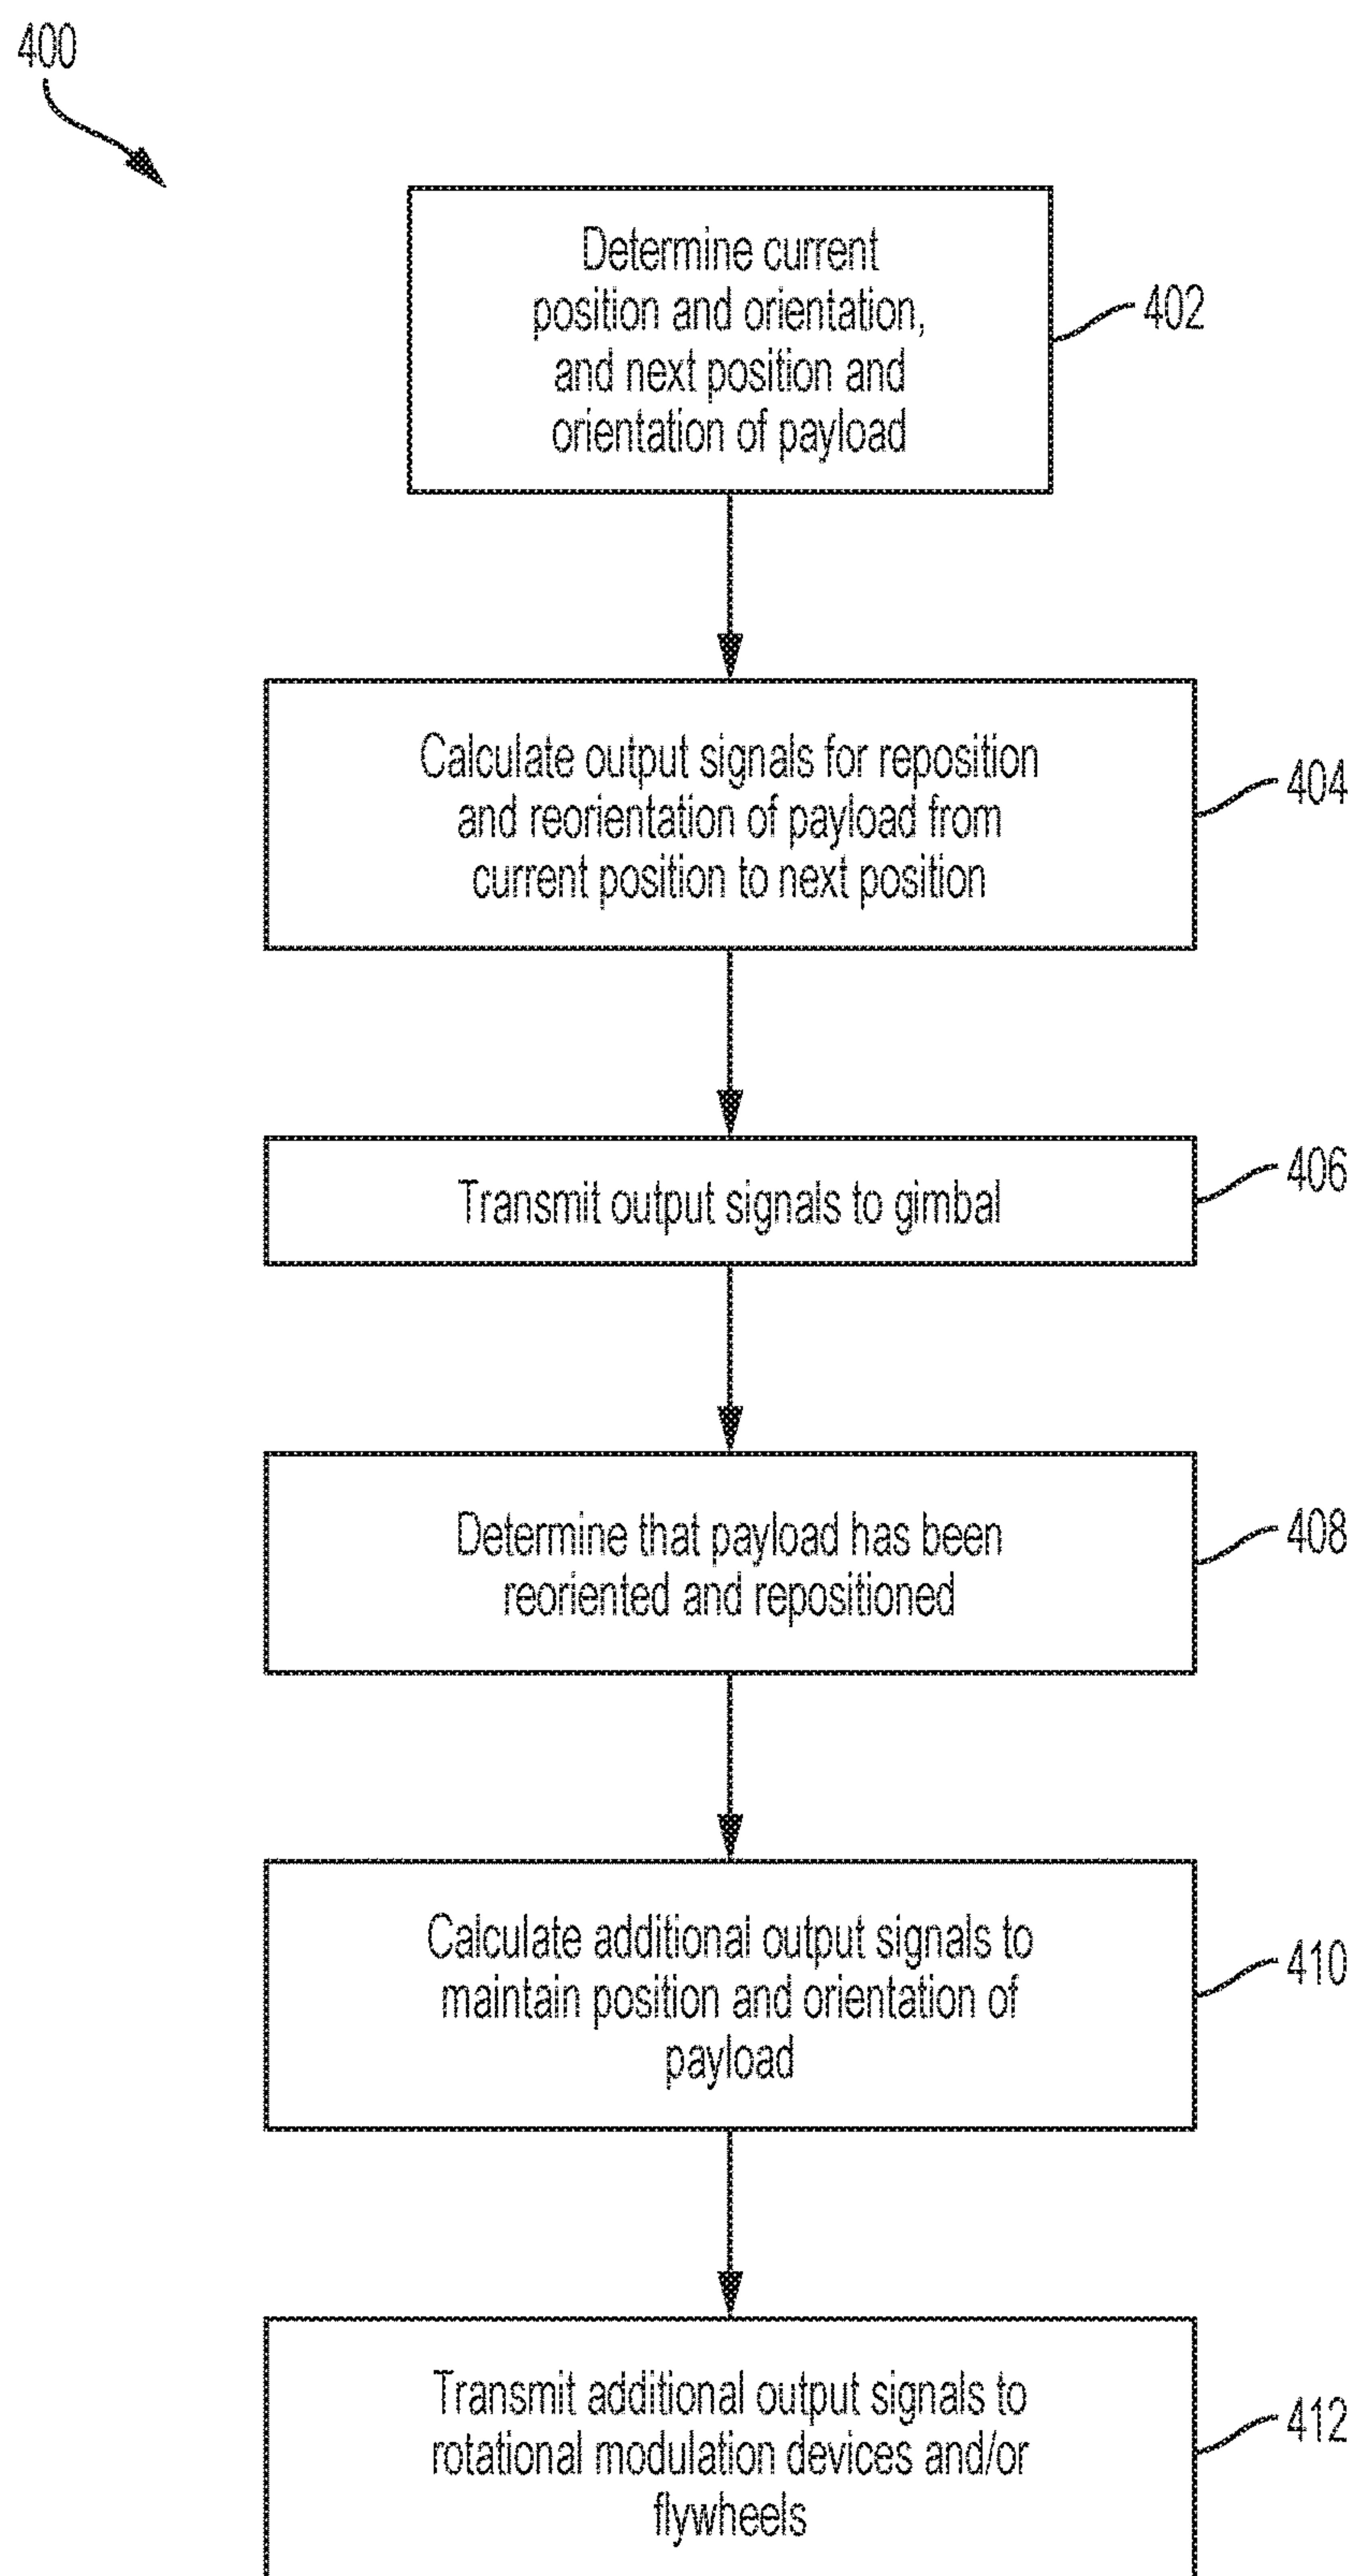 400
Determine current
position and orientation,
and next position and
orientation of payload
402
Calculate output signals for reposition
and reorientation of payload from
current position to next position
404
Transmit output signals to gimbal
406
Determine that payload has been
reoriented and repositioned
408
Calculate additional output signals to
maintain position and orientation of
payload
410
Transmit additional output signals to
rotational modulation devices and/or
flywheels
412